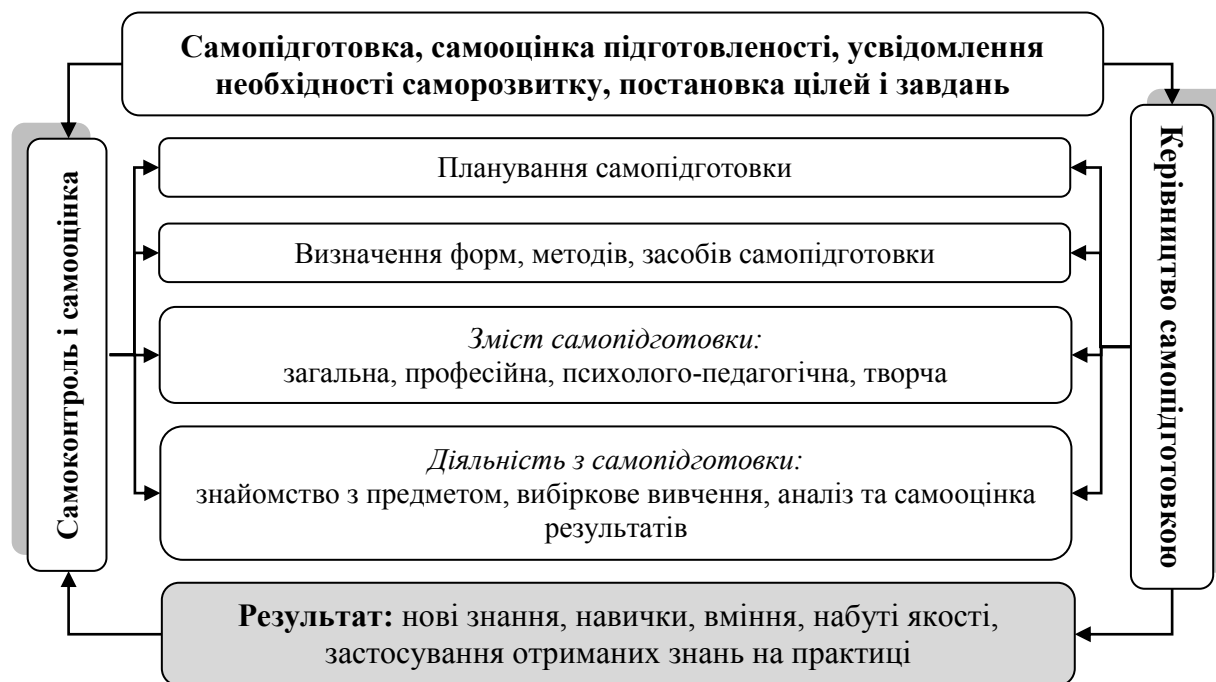 Самопідготовка, самооцінка підготовленості, усвідомлення
необхідності саморозвитку, постановка цілей і завдань
Самоконтроль і самооцінка
Планування самопідготовки
Визначення форм, методів, засобів самопідготовки
Зміст самопідготовки:
загальна, професійна, психолого-педагогічна, творча
Діяльність з самопідготовки:
знайомство з предметом, вибіркове вивчення, аналіз та самооцінка
результатів
Керівництво самопідготовкою
Результат: нові знання, навички, вміння, набуті якості,
застосування отриманих знань на практиці